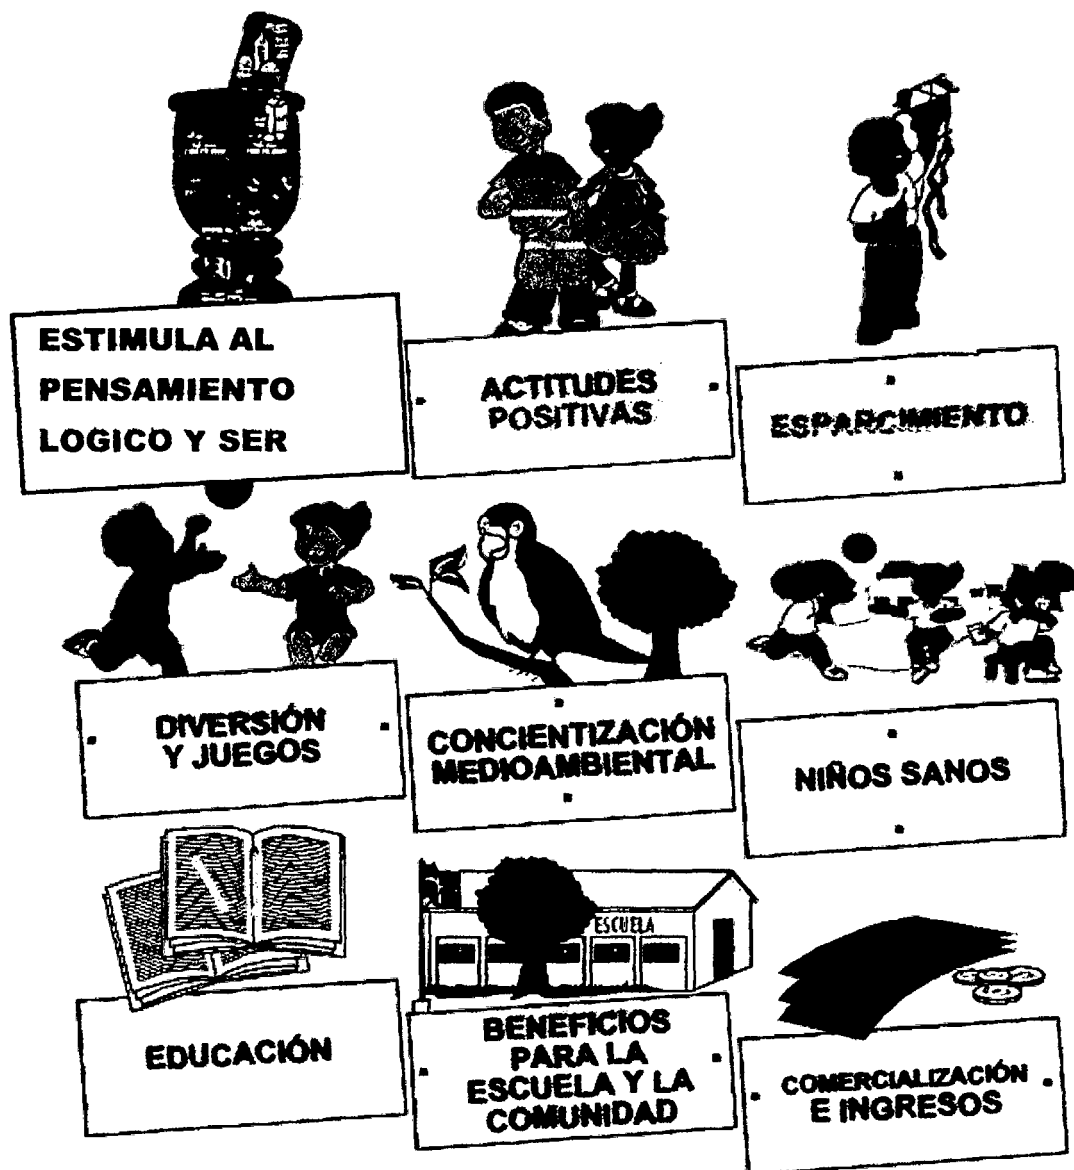 ESTIMULA AL
PENSAMIENTO
LOGICO Y SER
ACTITUDES
POSITIVAS
ESPARCIMIENTO
DIVERSIÓN
Y JUEGOS
CONCIENTIZACIÓN
MEDIOAMBIENTAL
NIÑOS SANOS
EDUCACIÓN
ESCUELA
BENEFICIOS
PARA LA
ESCUELA Y LA
COMUNIDAD
COMERCIALIZACIÓN
E INGRESOS